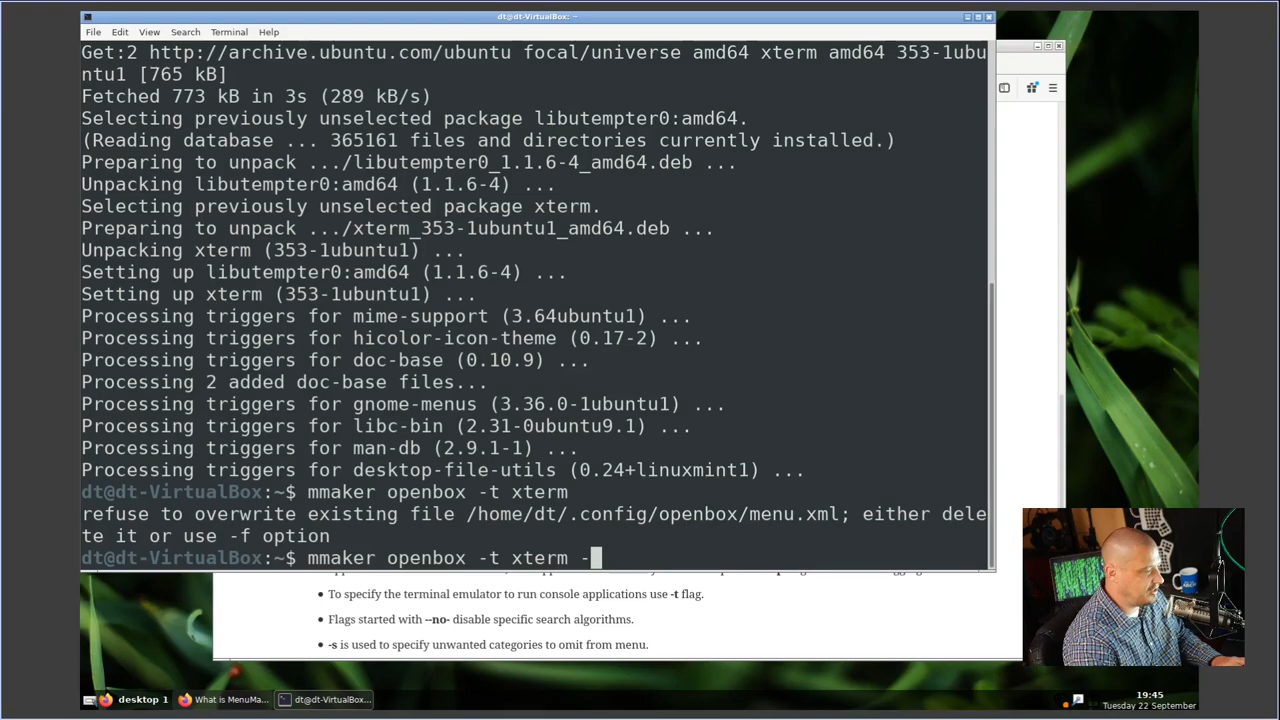 dt@dt-VirtualBox: ~
File Edit View Search Terminal Help
Get:2 http://archive.ubuntu.com/ubuntu focal/universe amd64 xterm amd64 353-1ubu
ntu1 [765 kB]
Fetched 773 kB in 3s (283 kB/s)
Selecting previously unselected package libutempter0:amd64.
(Reading database ... 365161 files and directories currently installed.)
Preparing to unpack .../libutempter0_1.1.6-4_amd64.deb ...
Unpacking libutempter0:amd64 (1.1.6-4) ...
Selecting previously unselected package xterm.
Preparing to unpack .../xterm_353-1ubuntu1_amd64.deb ...
Unpacking xterm (353-1ubuntu1) ...
Setting up libutempter0:amd64 (1.1.6-4) ...
Setting up xterm (353-1ubuntu1) ...
Processing triggers for mime-support (3.64ubuntu1) ...
Processing triggers for hicolor-icon-theme (0.17-2) ...
Processing triggers for doc-base (0.10.9) ...
Processing 2 added doc-base files...
Processing triggers for gnome-menus (3.36.0-1ubuntu1) ...
Processing triggers for libc-bin (2.31-0ubuntu9.1) ...
Processing triggers for man-db (2.9.1-1) ...
Processing triggers for desktop-file-utils (0.24+linuxmint1) ...
dt@dt-VirtualBox:~$ mmaker openbox -t xterm
refuse to overwrite existing file /home/dt/.config/openbox/menu.xml; either dele
te it or use -f option
dt@dt-VirtualBox:~$ mmaker openbox -t xterm -
• To specify the terminal emulator to run console applications use -t flag.
• Flags started with --no- disable specific search algorithms.
• -s is used to specify unwanted categories to omit from menu.
desktop 1 What is MenuMa... dt@dt-VirtualBox... 19:45
Tuesday 22 September